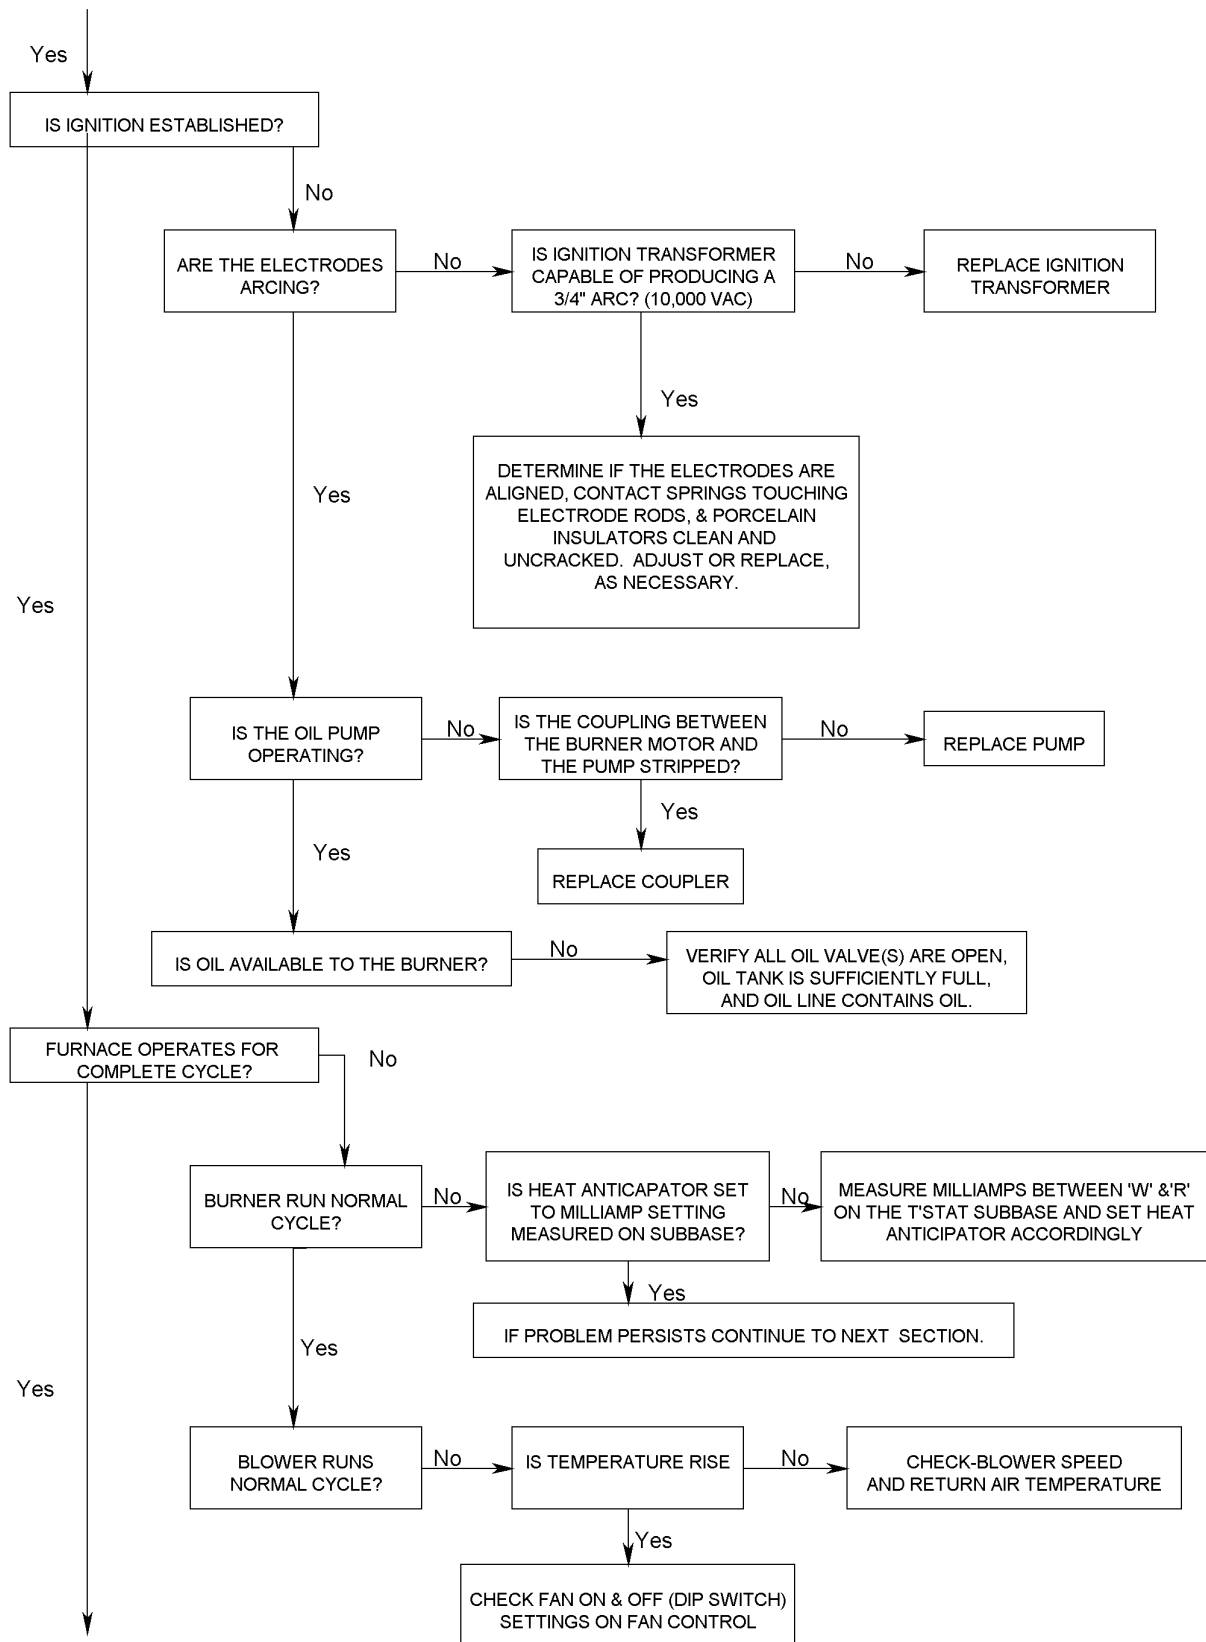 Yes
IS IGNITION ESTABLISHED?
No
ARE THE ELECTRODES
ARCING?
No
IS IGNITION TRANSFORMER
CAPABLE OF PRODUCING A
3/4" ARC? (10,000 VAC)
No
REPLACE IGNITION
TRANSFORMER
Yes
DETERMINE IF THE ELECTRODES ARE
ALIGNED, CONTACT SPRINGS TOUCHING
ELECTRODE RODS, & PORCELAIN
INSULATORS CLEAN AND
UNCRACKED.  ADJUST OR REPLACE,
AS NECESSARY.
Yes
Yes
IS THE OIL PUMP
OPERATING?
No
IS THE COUPLING BETWEEN
THE BURNER MOTOR AND
THE PUMP STRIPPED?
No
REPLACE PUMP
Yes
REPLACE COUPLER
Yes
IS OIL AVAILABLE TO THE BURNER?
No
VERIFY ALL OIL VALVE(S) ARE OPEN,
OIL TANK IS SUFFICIENTLY FULL,
AND OIL LINE CONTAINS OIL.
FURNACE OPERATES FOR
COMPLETE CYCLE?
No
BURNER RUN NORMAL
CYCLE?
No
IS HEAT ANTICAPATOR SET
TO MILLIAMP SETTING
MEASURED ON SUBBASE?
No
MEASURE MILLIAMPS BETWEEN 'W' &'R'
ON THE T'STAT SUBBASE AND SET HEAT
ANTICIPATOR ACCORDINGLY
Yes
IF PROBLEM PERSISTS CONTINUE TO NEXT  SECTION.
Yes
Yes
BLOWER RUNS
NORMAL CYCLE?
No
IS TEMPERATURE RISE
No
CHECK-BLOWER SPEED
AND RETURN AIR TEMPERATURE
Yes
CHECK FAN ON & OFF (DIP SWITCH)
SETTINGS ON FAN CONTROL